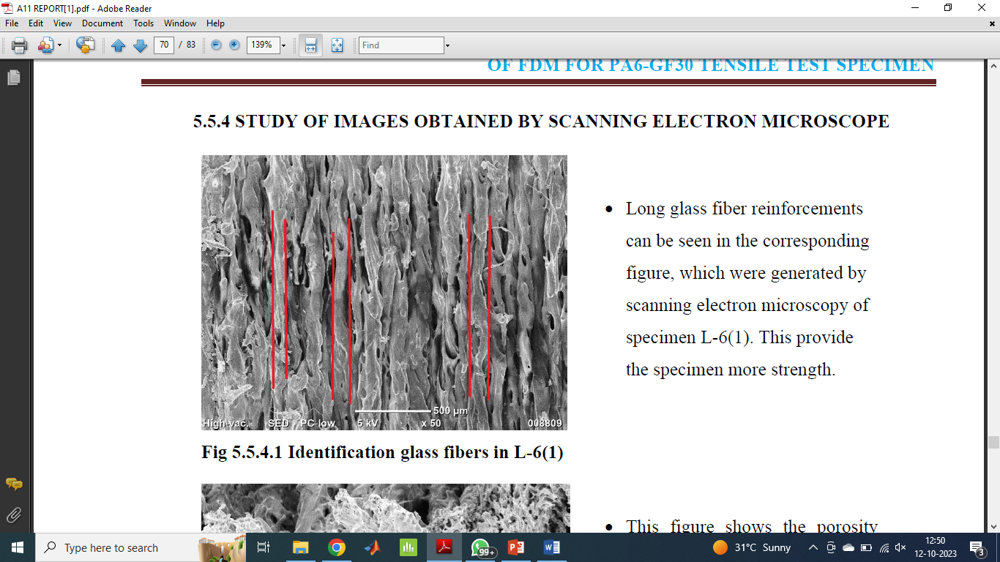 A11 REPORT[1].pdf - Adobe Reader
File Edit View Document Tools Window Help
70 / 83 139% Find
OF FDM FOR PA6-GF30 TENSILE TEST SPECIMEN
5.5.4 STUDY OF IMAGES OBTAINED BY SCANNING ELECTRON MICROSCOPE
• Long glass fiber reinforcements
can be seen in the corresponding
figure, which were generated by
scanning electron microscopy of
specimen L-6(1). This provide
the specimen more strength.
500 µm
High-vac. SED PC-low 5 kV x 50 008809
Fig 5.5.4.1 Identification glass fibers in L-6(1)
• This figure shows the porosity
Type here to search
99+
31°C Sunny
12:50
12-10-2023
3